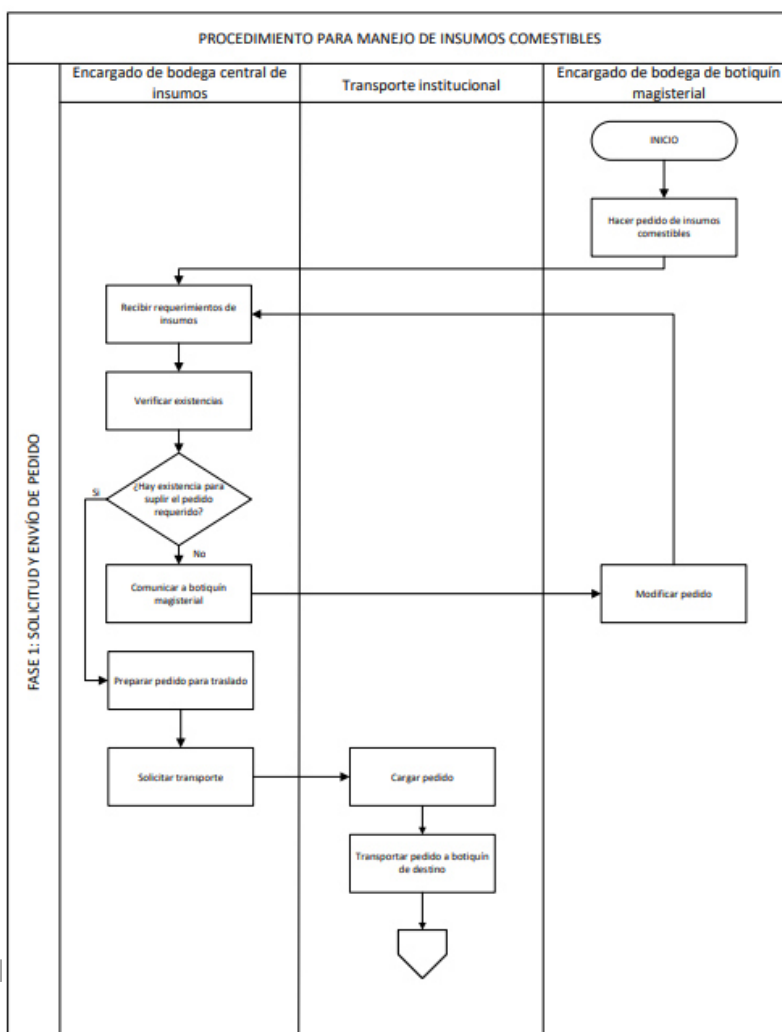 PROCEDIMIENTO PARA MANEJO DE INSUMOS COMESTIBLES
Encargado de bodega central de
insumos
Transporte institucional
Encargado de bodega de botiquín
magisterial
FASE 1: SOLICITUD Y ENVÍO DE PEDIDO
INICIO
Hacer pedido de insumos
comestibles
Recibir requerimientos de
insumos
Verificar existencias
¿Hay existencia para
suplir el pedido
requerido?
Si
No
Comunicar a botiquín
magisterial
Modificar pedido
Preparar pedido para traslado
Solicitar transporte
Cargar pedido
Transportar pedido a botiquín
de destino